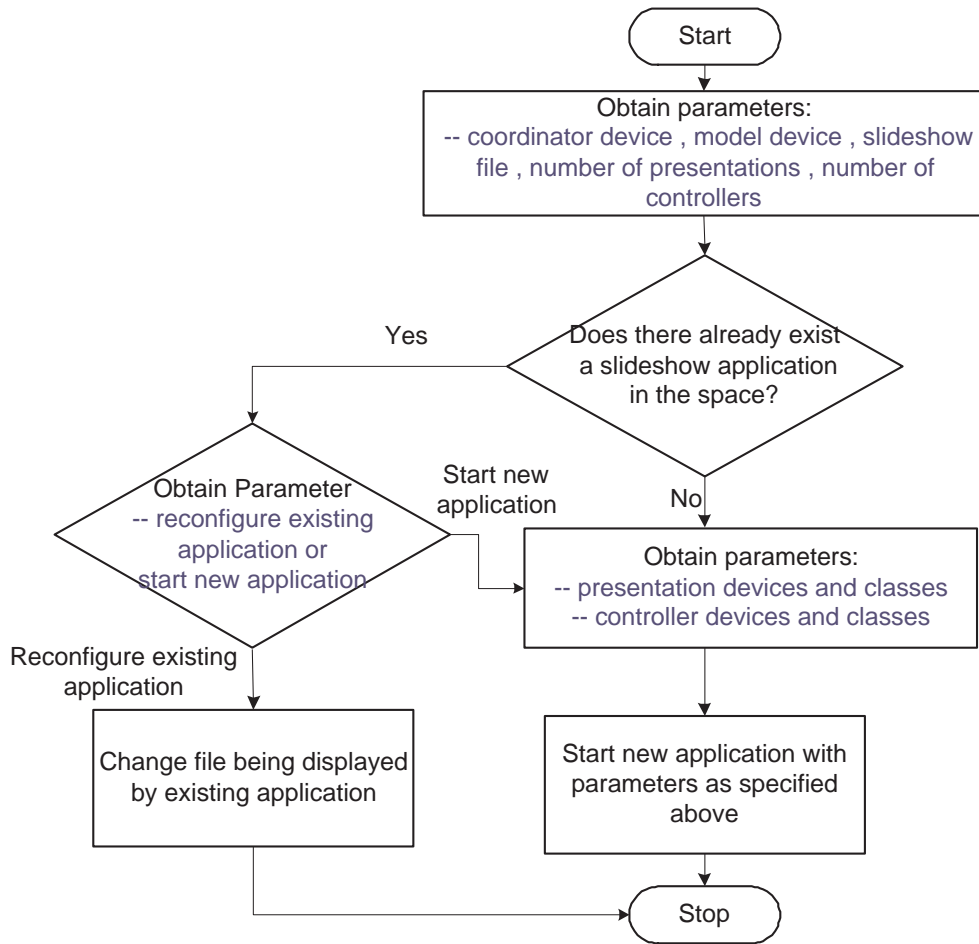 Start
Obtain parameters:
-- coordinator device , model device , slideshow
file , number of presentations , number of
controllers
Yes
Does there already exist
a slideshow application
in the space?
Obtain Parameter
-- reconfigure existing
application or
start new application
Start new
application
No
Obtain parameters:
-- presentation devices and classes
-- controller devices and classes
Reconfigure existing
application
Change file being displayed
by existing application
Start new application with
parameters as specified
above
Stop